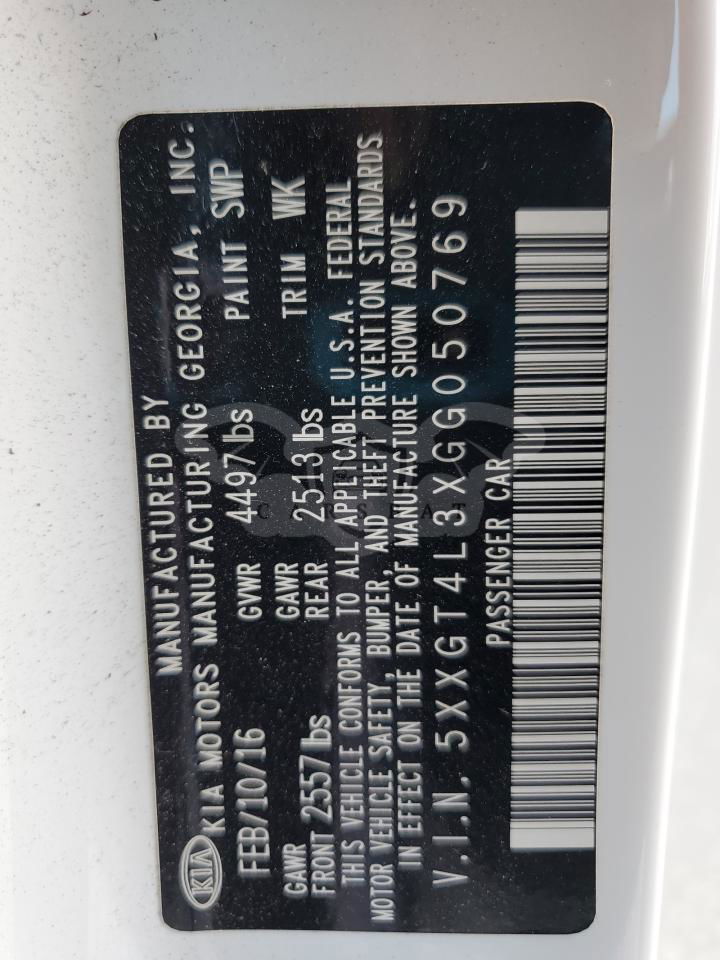 MANUFACTURED BY
KIA KIA MOTORS MANUFACTURING GEORGIA, INC.
FEB/10/16 GVWR 4497 lbs PAINT SWP
GAWR FRONT 2557 lbs GAWR REAR 2513 lbs TRIM WK
THIS VEHICLE CONFORMS TO ALL APPLICABLE U.S.A. FEDERAL
MOTOR VEHICLE SAFETY, BUMPER, AND THEFT PREVENTION STANDARDS
IN EFFECT ON THE DATE OF MANUFACTURE SHOWN ABOVE.
V.I.N. 5XXGT4L3XGG050769
PASSENGER CAR